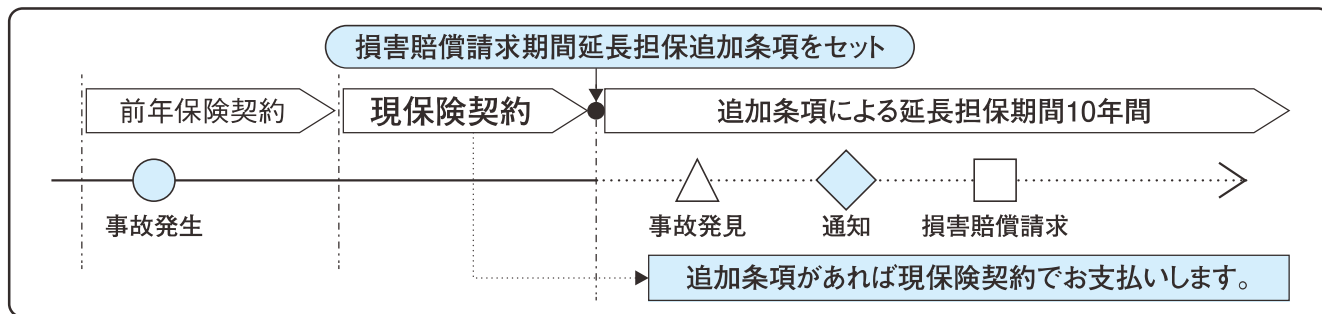 損害賠償請求期間延長担保追加条項をセット
前年保険契約
現保険契約
追加条項による延長担保期間10年間
事故発生
事故発見
通知
損害賠償請求
追加条項があれば現保険契約でお支払いします。